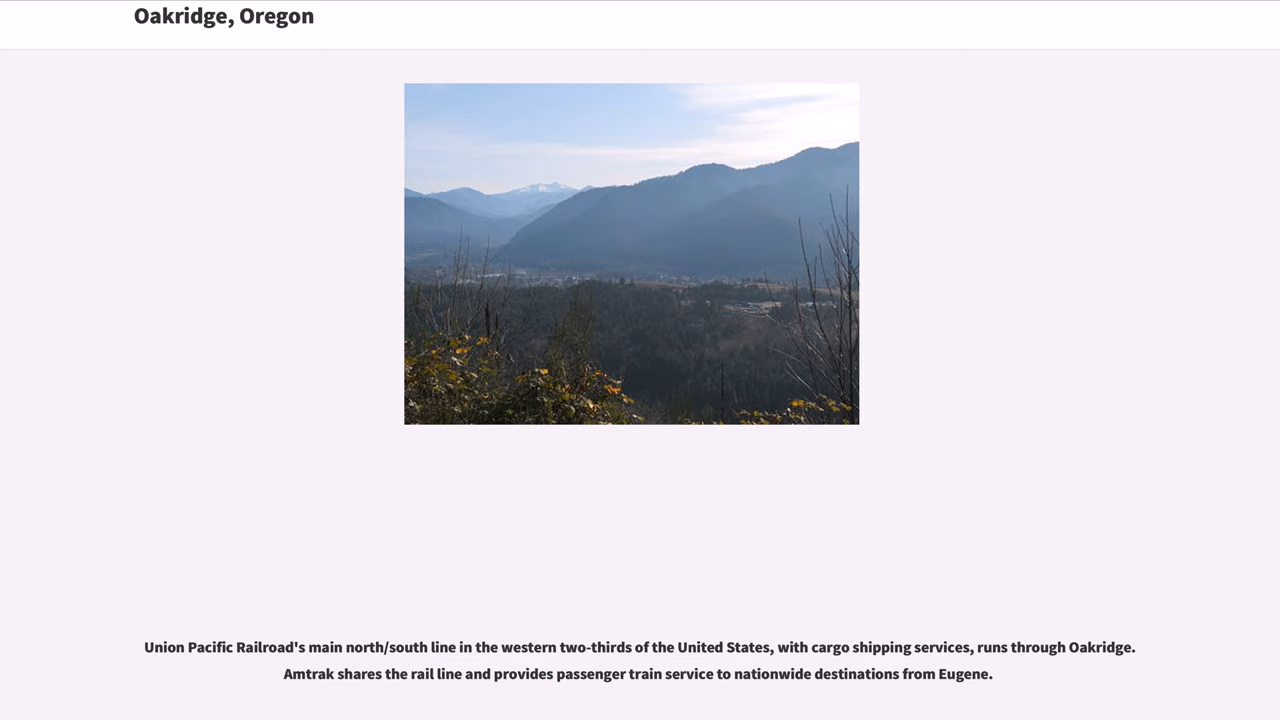 Oakridge, Oregon
Union Pacific Railroad's main north/south line in the western two-thirds of the United States, with cargo shipping services, runs through Oakridge.
Amtrak shares the rail line and provides passenger train service to nationwide destinations from Eugene.